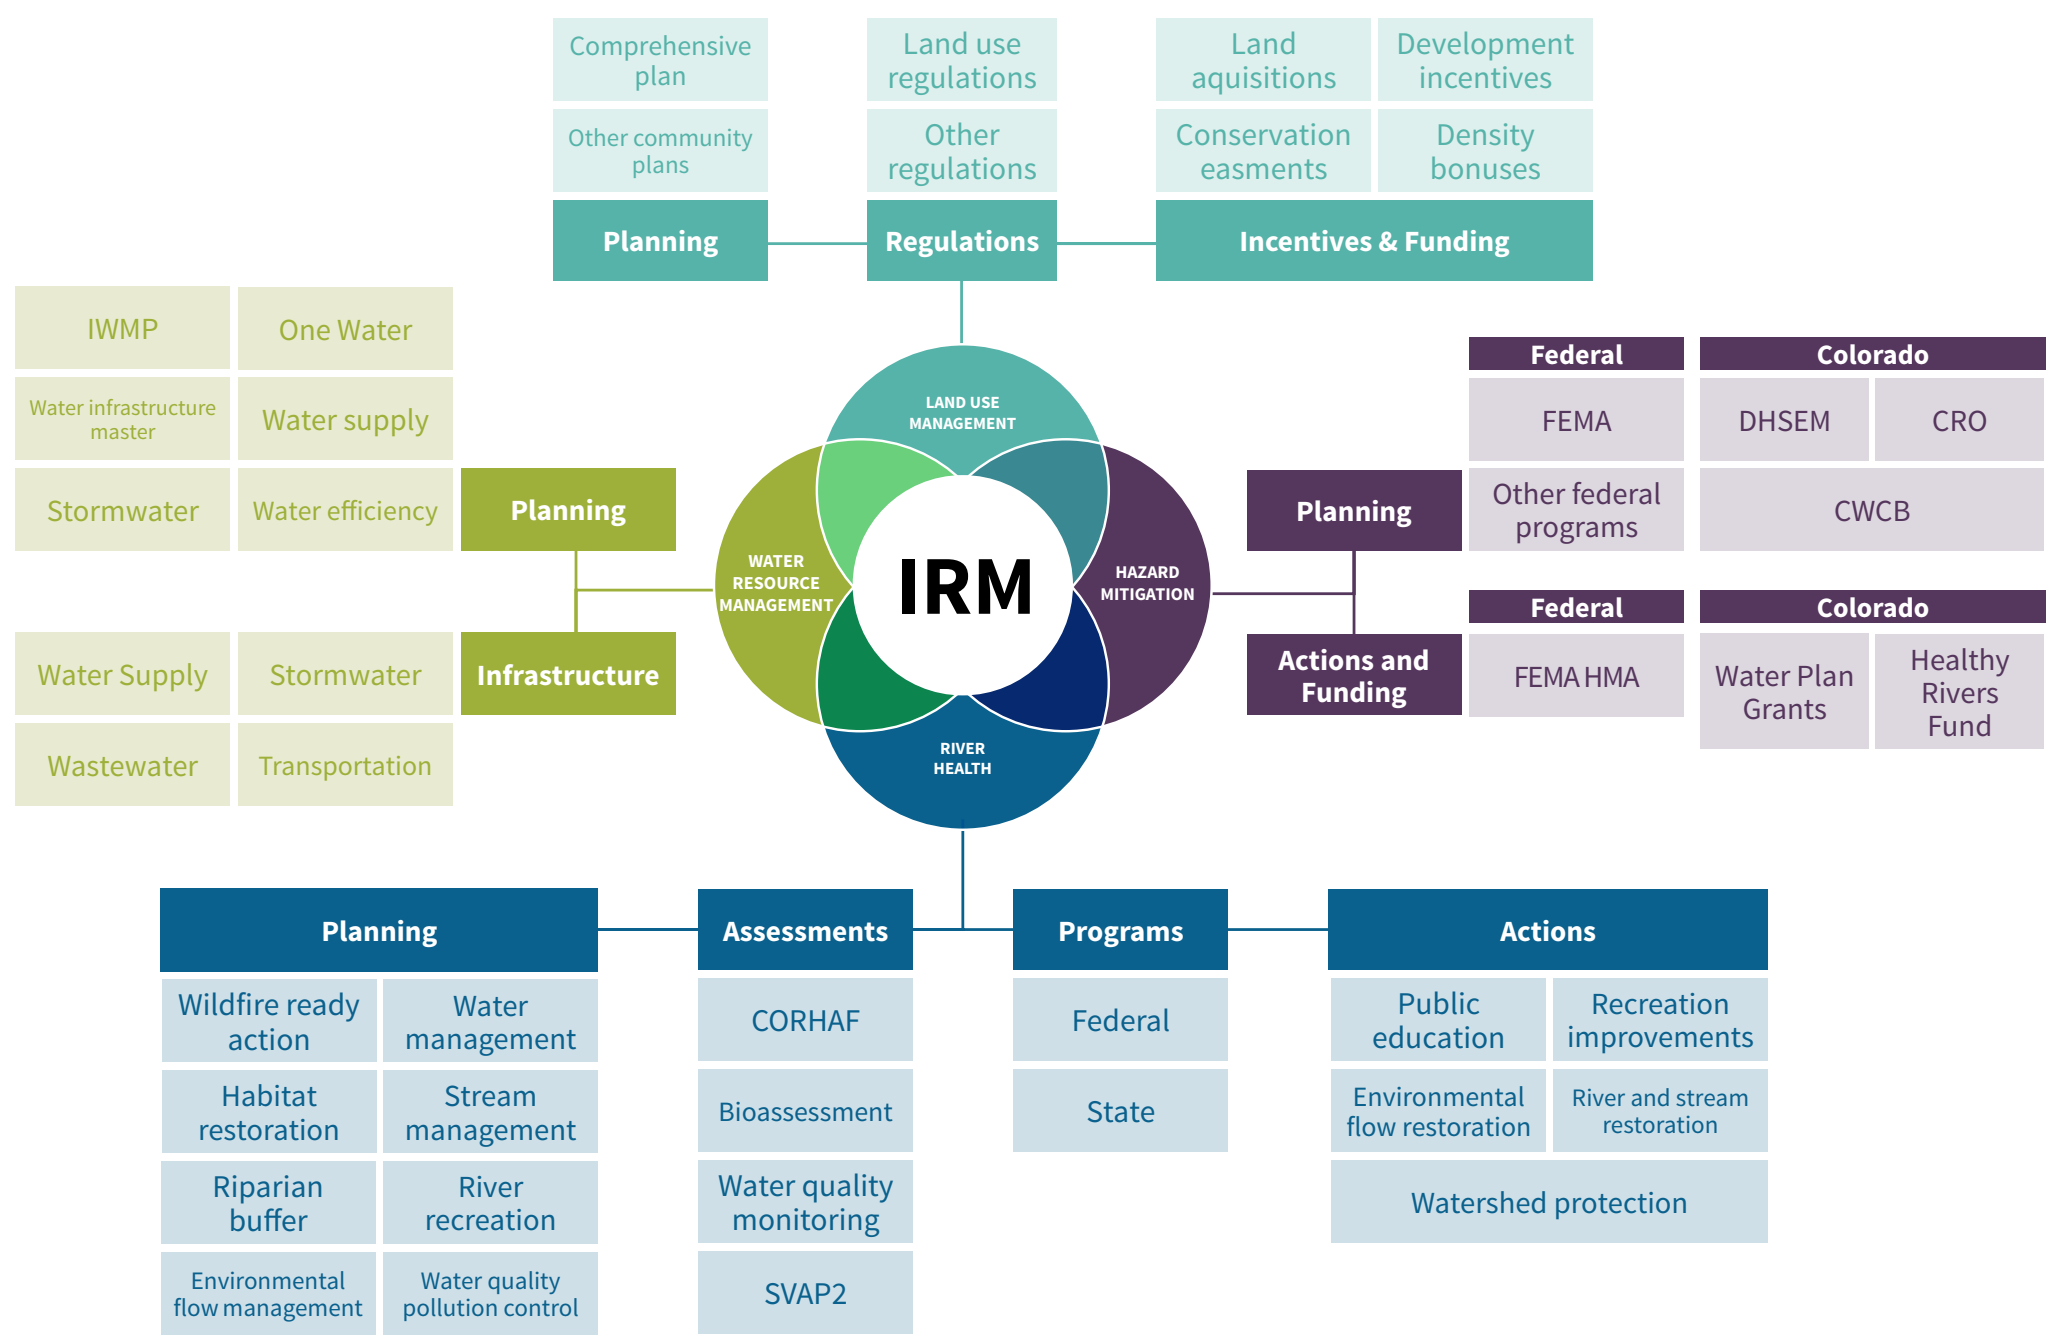 Comprehensive
plan
Land use
regulations
Land
aquisitions
Development
incentives
Other community
plans
Other
regulations
Conservation
easments
Density
bonuses
Planning
Regulations
Incentives & Funding
IWMP
One Water
Water infrastructure
master
Water supply
Stormwater
Water efficiency
Planning
Water Supply
Stormwater
Infrastructure
Wastewater
Transportation
LAND USE
MANAGEMENT
WATER
RESOURCE
MANAGEMENT
IRM
HAZARD
MITIGATION
RIVER
HEALTH
Federal
Colorado
FEMA
DHSEM
CRO
Planning
Other federal
programs
CWCB
Federal
Colorado
Actions and
Funding
FEMA HMA
Water Plan
Grants
Healthy
Rivers
Fund
Planning
Assessments
Programs
Actions
Wildfire ready
action
Water
management
Habitat
restoration
Stream
management
Riparian
buffer
River
recreation
Environmental
flow management
Water quality
pollution control
CORHAF
Bioassessment
Water quality
monitoring
SVAP2
Federal
State
Public
education
Recreation
improvements
Environmental
flow restoration
River and stream
restoration
Watershed protection